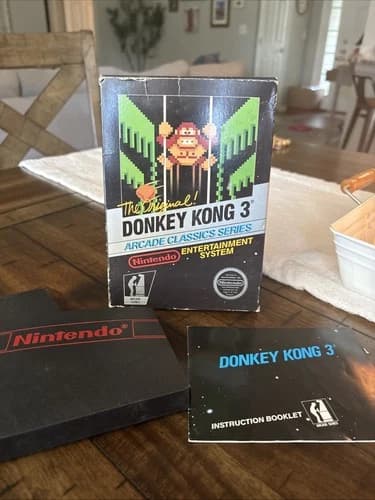 The Original!
DONKEY KONG 3®
ARCADE CLASSICS SERIES
Nintendo®
ENTERTAINMENT
SYSTEM
Nintendo®
DONKEY KONG 3®
INSTRUCTION BOOKLET